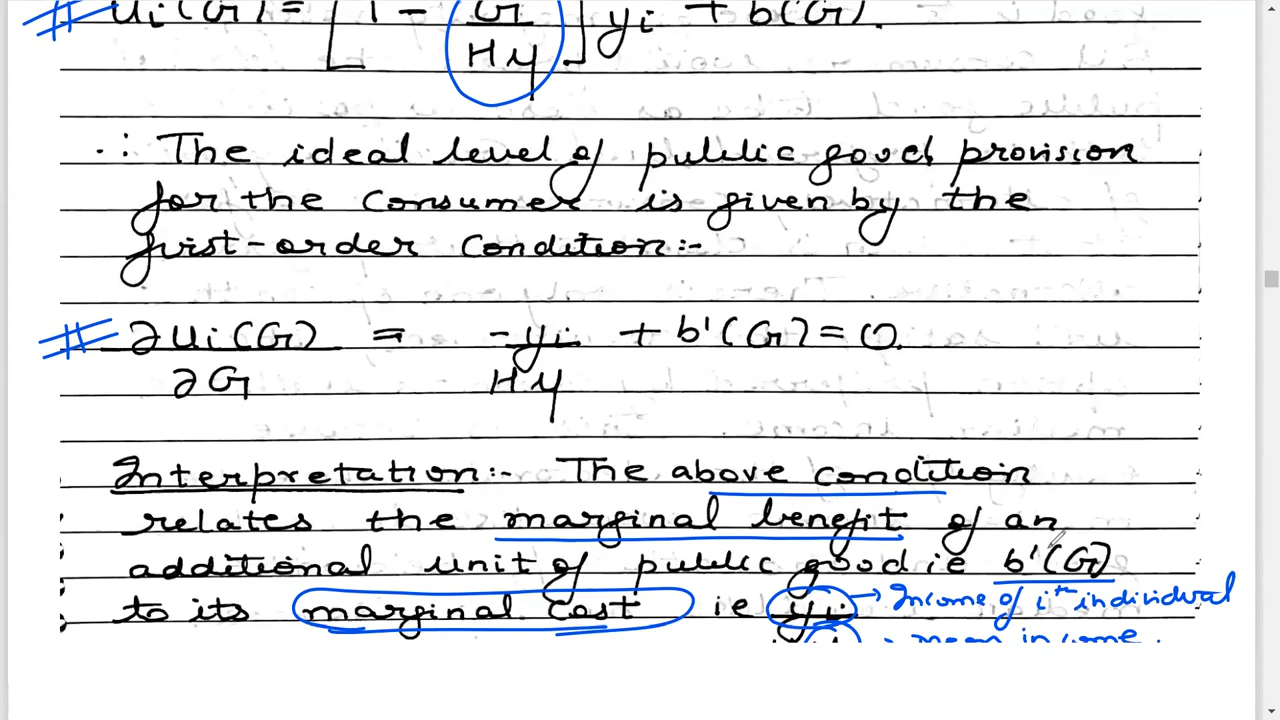 # ui(G) = [1 - G/Hy] yi + b(G).
∴ The ideal level of public good provision
for the consumer is given by the
first-order condition:-
# ∂ui(G)/∂G = -yi/Hy + b'(G) = 0.
Interpretation:- The above condition
relates the marginal benefit of an
additional unit of public good ie b'(G)
to its marginal cost ie yi → Income of ith individual
mean income.